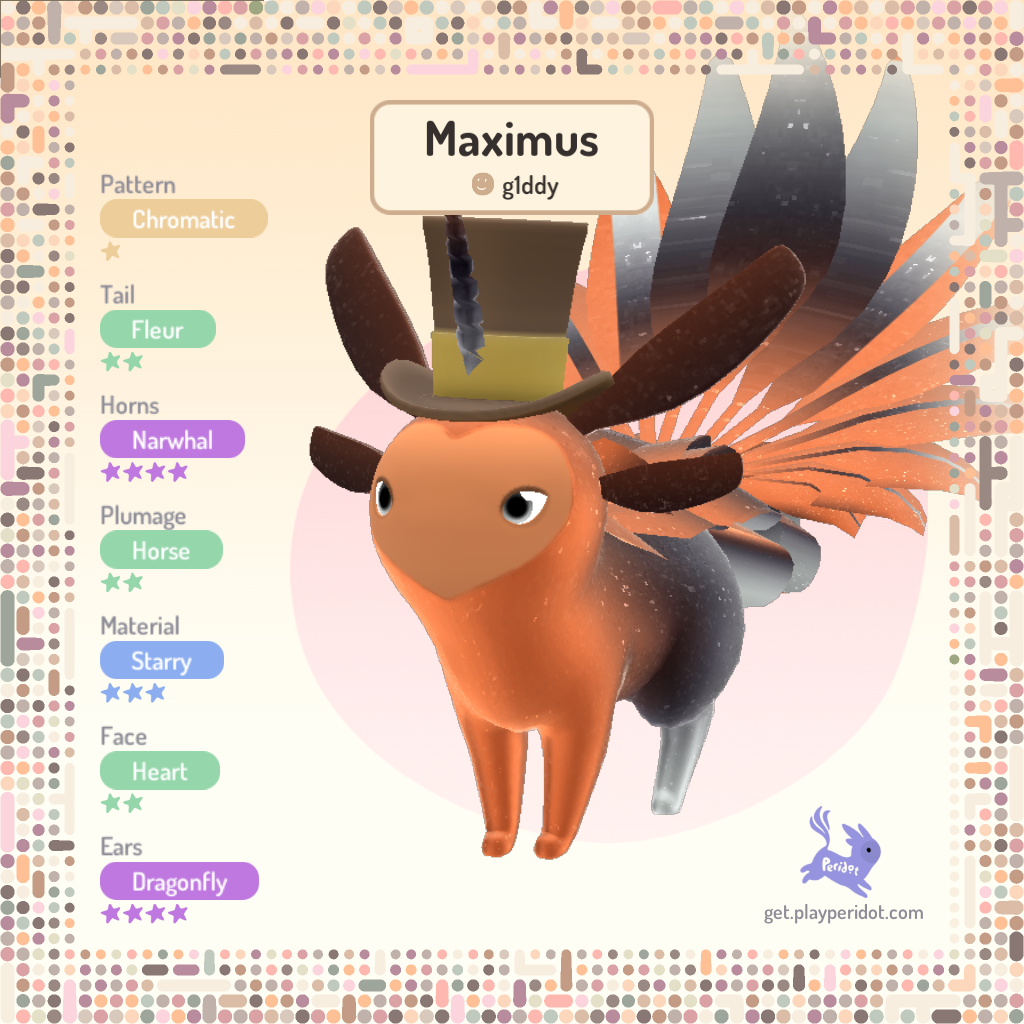 Maximus
g1ddy
Pattern
Chromatic
Tail
Fleur
Horns
Narwhal
Plumage
Horse
Material
Starry
Face
Heart
Ears
Dragonfly
Peridot
get.playperidot.com